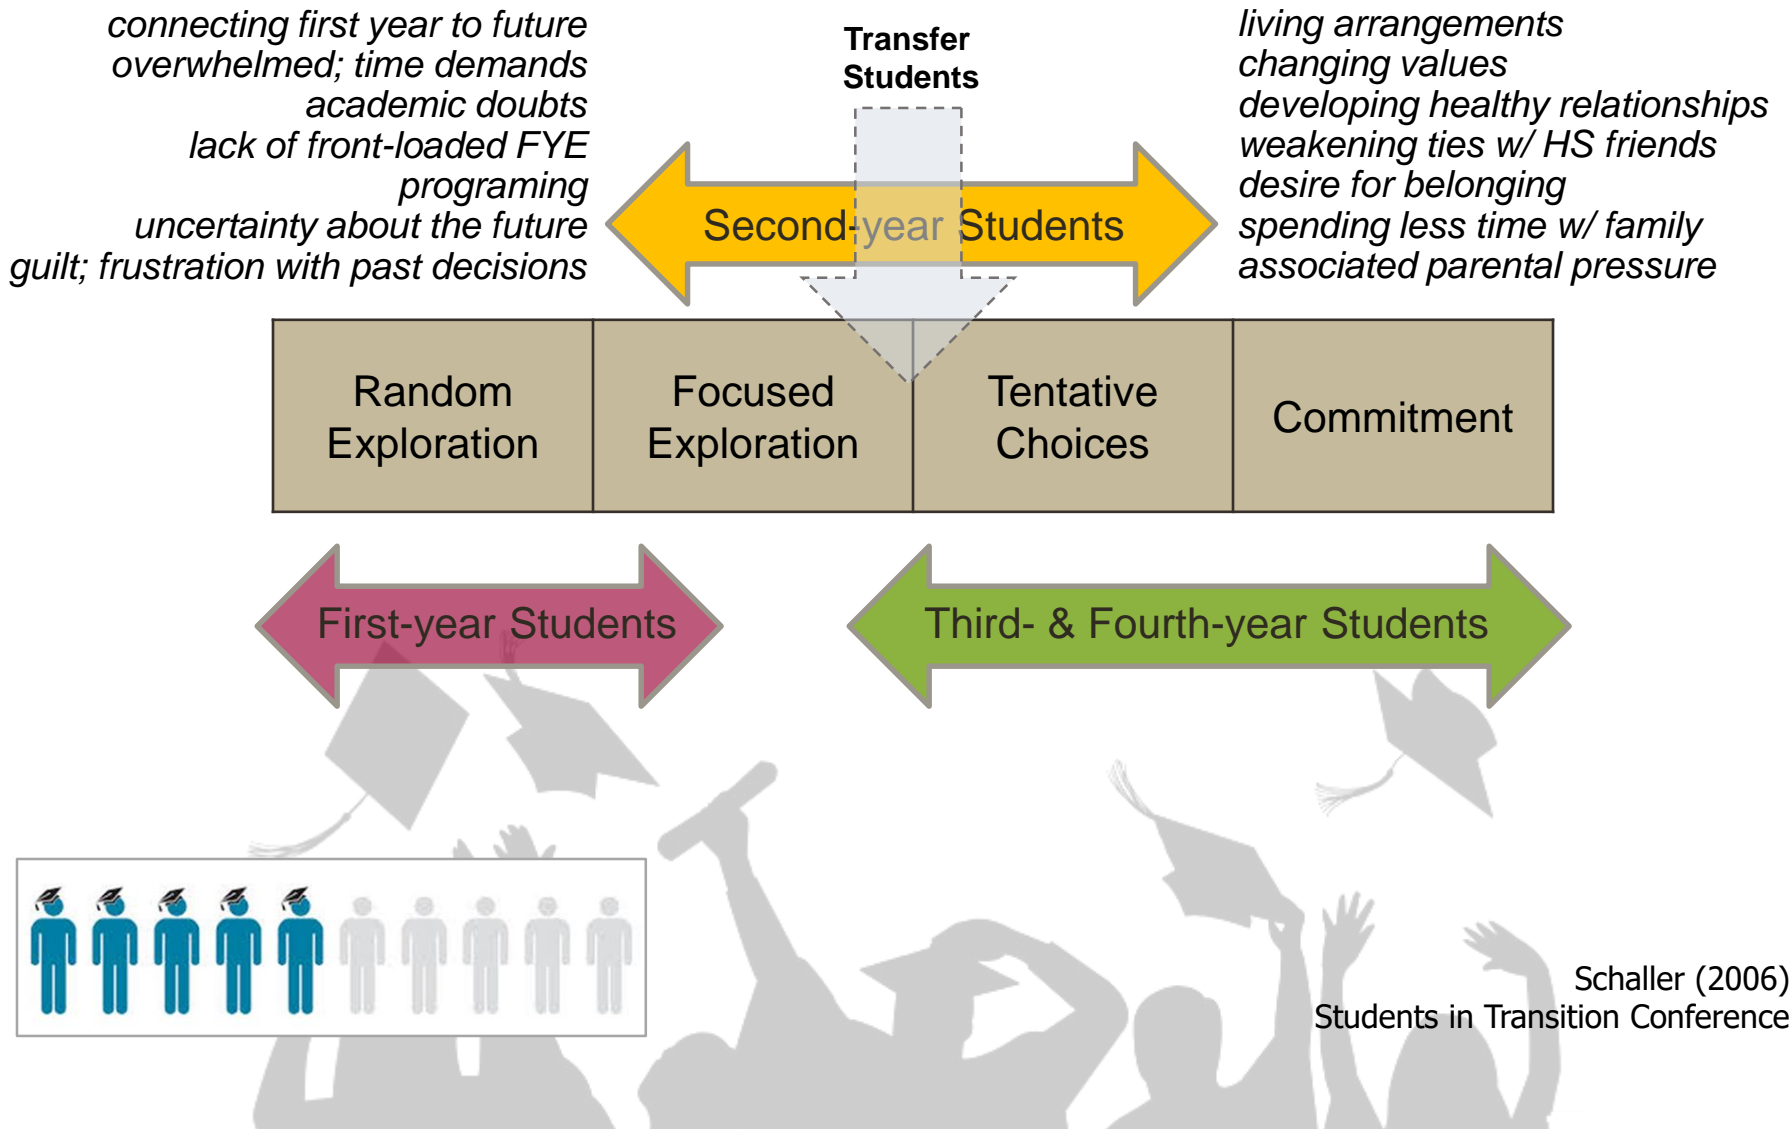 connecting first year to future
overwhelmed; time demands
academic doubts
lack of front-loaded FYE
programing
uncertainty about the future
guilt; frustration with past decisions
Transfer
Students
living arrangements
changing values
developing healthy relationships
weakening ties w/ HS friends
desire for belonging
spending less time w/ family
associated parental pressure
Second-year Students
Random
Exploration
Focused
Exploration
Tentative
Choices
Commitment
First-year Students
Third- & Fourth-year Students
Schaller (2006)
Students in Transition Conference